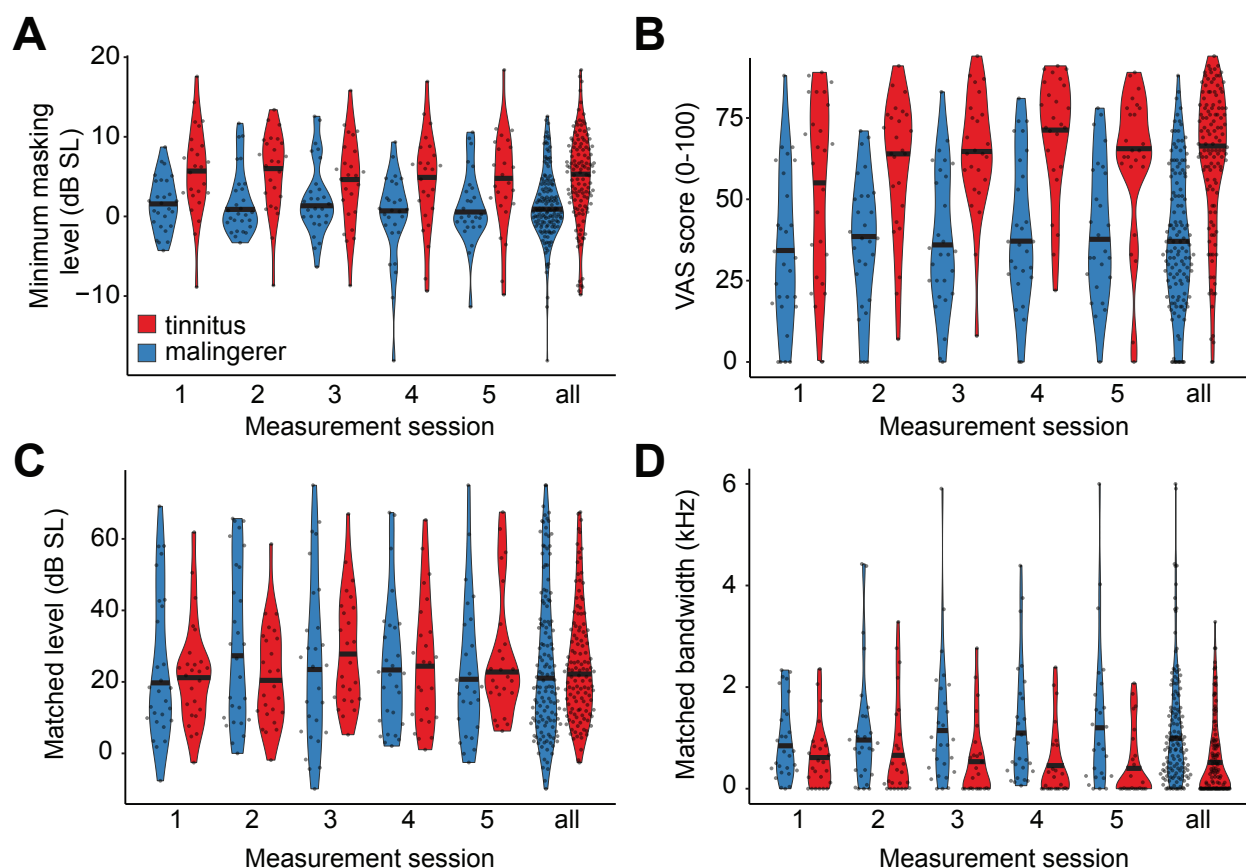 A
Minimum masking
level (dB SL)
20
10
0
−10
tinnitus
malingerer
1 2 3 4 5 all
Measurement session
B
VAS score (0-100)
75
50
25
0
1 2 3 4 5 all
Measurement session
C
Matched level (dB SL)
60
40
20
0
1 2 3 4 5 all
Measurement session
D
Matched bandwidth (kHz)
6
4
2
0
1 2 3 4 5 all
Measurement session